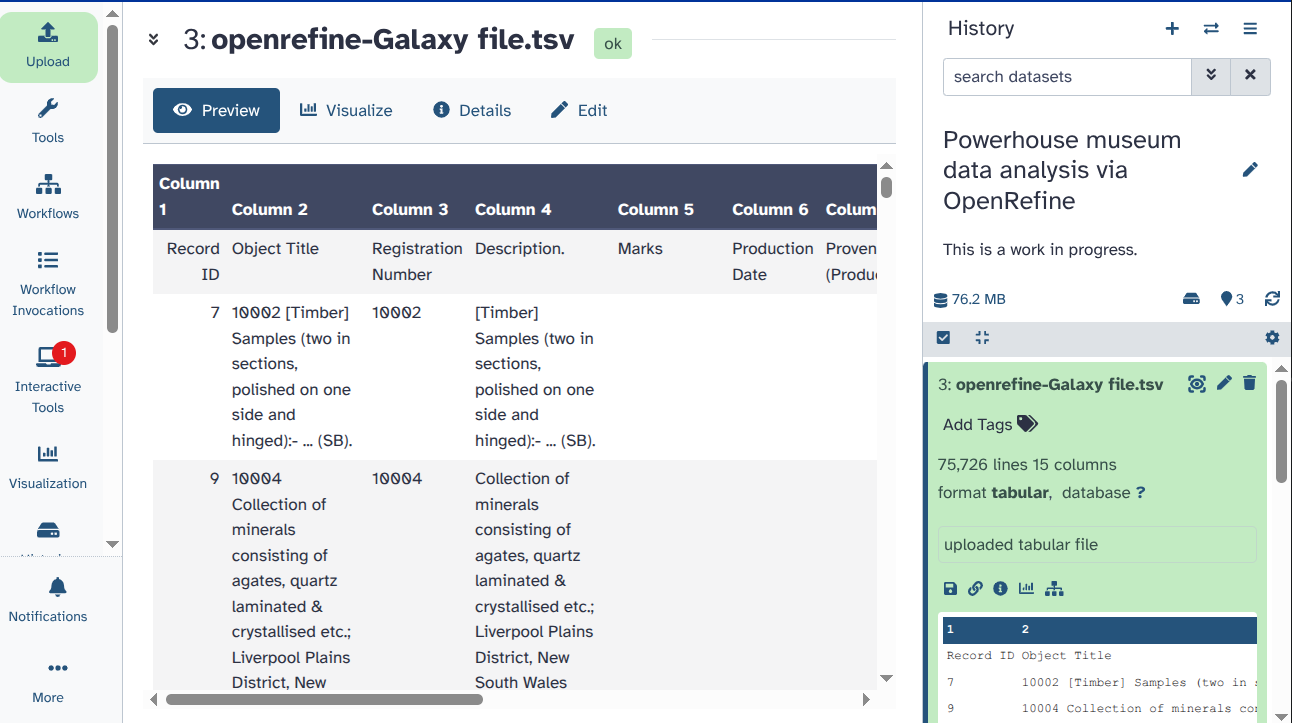 Upload
Tools
Workflows
Workflow
Invocations
1
Interactive
Tools
Visualization
Notifications
More
3: openrefine-Galaxy file.tsv
ok
Preview
Visualize
Details
Edit
Column 1 Column 2 Column 3 Column 4 Column 5 Column 6 Colum
Record ID Object Title Registration Number Description. Marks Production Date Proven (Produc
7
10002 [Timber]
Samples (two in
sections,
polished on one
side and
hinged):- ... (SB).
10002
[Timber]
Samples (two in
sections,
polished on one
side and
hinged):- ... (SB).
9
10004
Collection of
minerals
consisting of
agates, quartz
laminated &
crystallised etc.;
Liverpool Plains
District, New
10004
Collection of
minerals
consisting of
agates, quartz
laminated &
crystallised etc.;
Liverpool Plains
District, New
South Wales
History
search datasets
Powerhouse museum
data analysis via
OpenRefine
This is a work in progress.
76.2 MB
3
3: openrefine-Galaxy file.tsv
Add Tags
75,726 lines 15 columns
format tabular, database ?
uploaded tabular file
1 2
Record ID Object Title
7 10002 [Timber] Samples (two in s
9 10004 Collection of minerals con